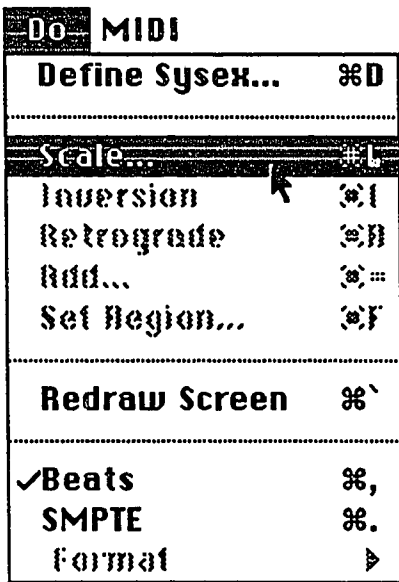 Do MIDI
Define Sysex... ⌘D
Scale... ⌘L
Inversion ⌘I
Retrograde ⌘R
Add... ⌘=
Set Region... ⌘F
Redraw Screen ⌘`
✓Beats ⌘,
SMPTE ⌘.
Format